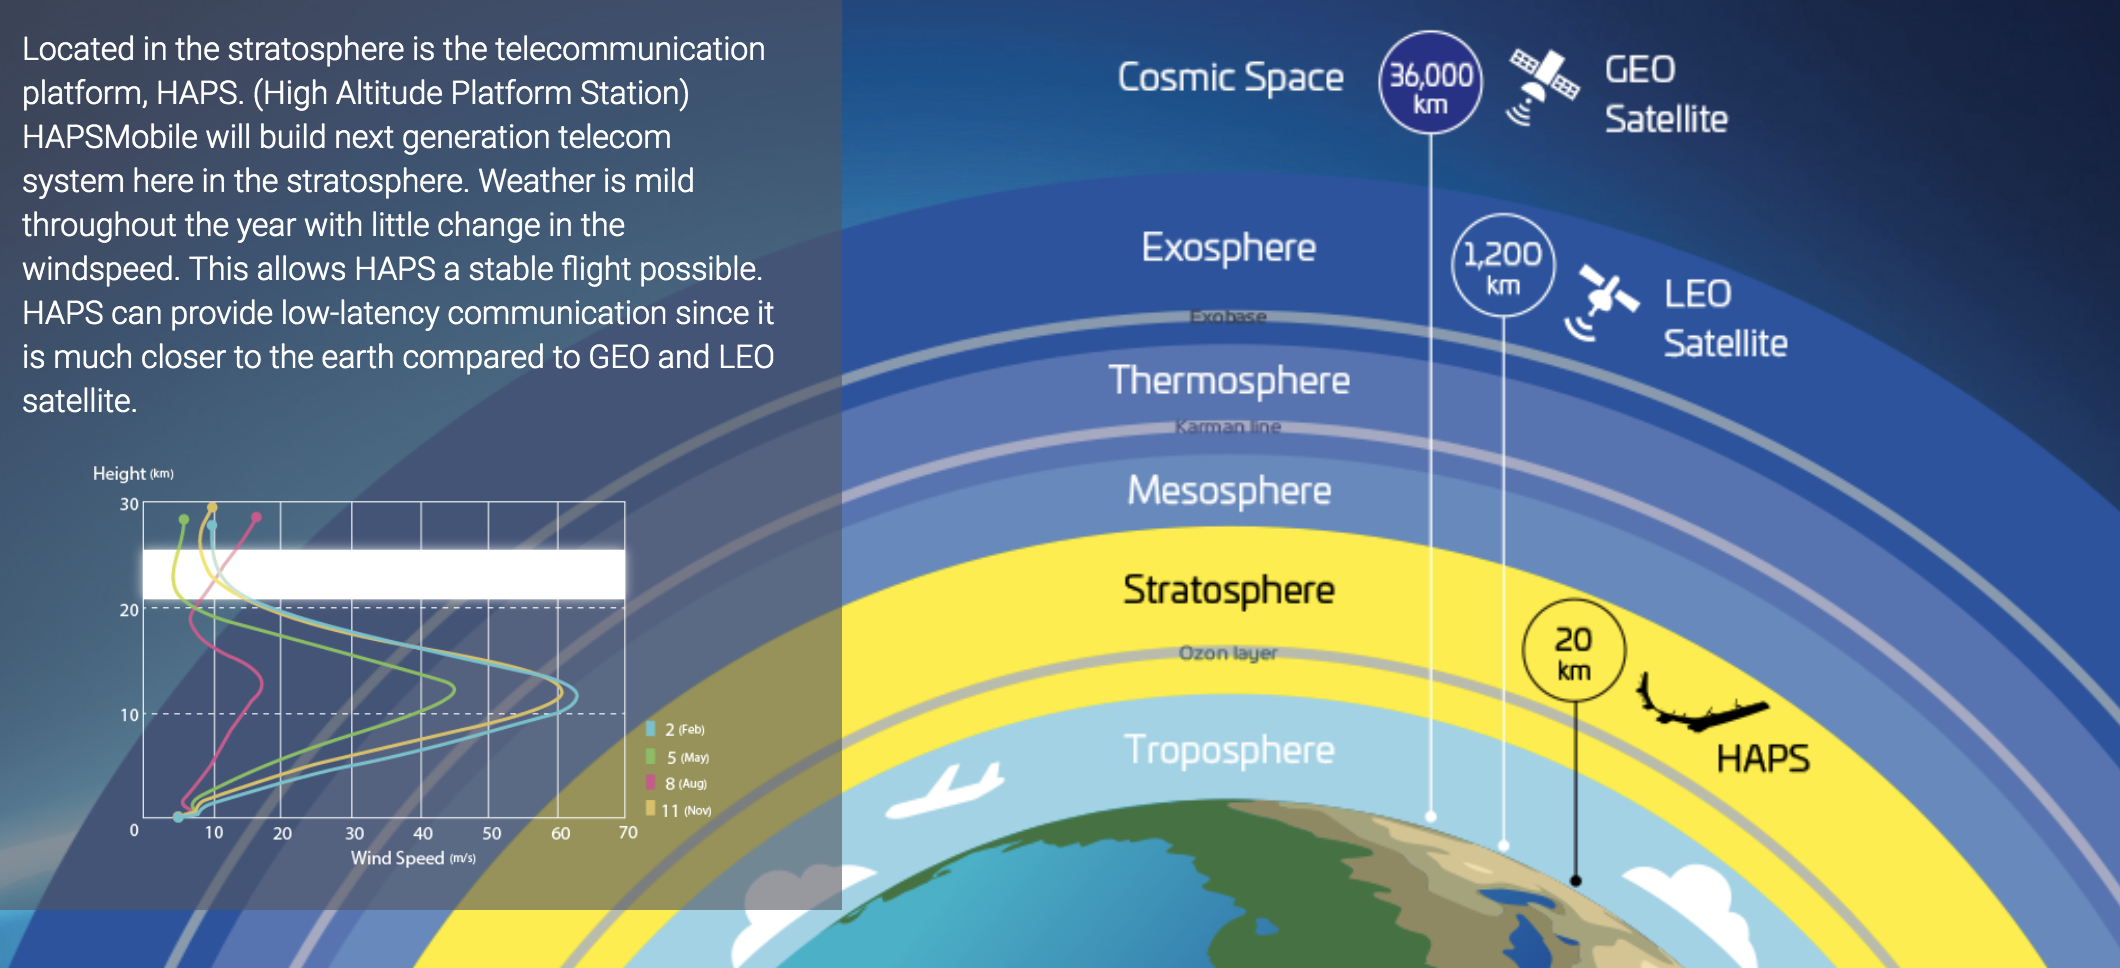 Located in the stratosphere is the telecommunication
platform, HAPS. (High Altitude Platform Station)
HAPSMobile will build next generation telecom
system here in the stratosphere. Weather is mild
throughout the year with little change in the
windspeed. This allows HAPS a stable flight possible.
HAPS can provide low-latency communication since it
is much closer to the earth compared to GEO and LEO
satellite.
Height (km)
30
20
10
0
10
20
30
40
50
60
70
Wind Speed (m/s)
2 (Feb)
5 (May)
8 (Aug)
11 (Nov)
Cosmic Space
36,000
km
GEO
Satellite
Exosphere
1,200
km
LEO
Satellite
Exobase
Thermosphere
Karman line
Mesosphere
Stratosphere
20
km
Ozon layer
HAPS
Troposphere